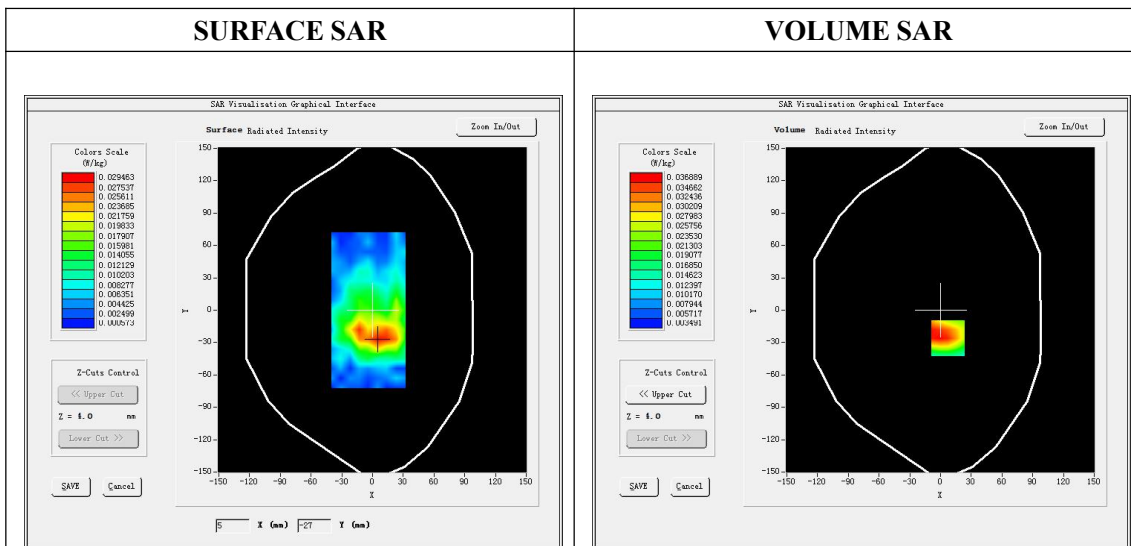 SURFACE SAR
VOLUME SAR
SAR Visualisation Graphical Interface
Surface Radiated Intensity
Zoom In/Out
Colors Scale
(W/kg)
0.029463
0.027537
0.025611
0.023685
0.021759
0.019833
0.017907
0.015981
0.014055
0.012129
0.010203
0.008277
0.006351
0.004425
0.002499
0.000573
150
120
90
60
30
0
-30
-60
-90
-120
-150
Y
-150 -120 -90 -60 -30 0 30 60 90 120 150
X
Z-Cuts Control
<< Upper Cut
Z = 4.0 mm
Lower Cut >>
SAVE Cancel
5 X (mm) -27 Y (mm)
SAR Visualisation Graphical Interface
Volume Radiated Intensity
Zoom In/Out
Colors Scale
(W/kg)
0.036889
0.034662
0.032436
0.030209
0.027983
0.025756
0.023530
0.021303
0.019077
0.016850
0.014623
0.012397
0.010170
0.007944
0.005717
0.003491
150
120
90
60
30
0
-30
-60
-90
-120
-150
Y
-150 -120 -90 -60 -30 0 30 60 90 120 150
X
Z-Cuts Control
<< Upper Cut
Z = 4.0 mm
Lower Cut >>
SAVE Cancel